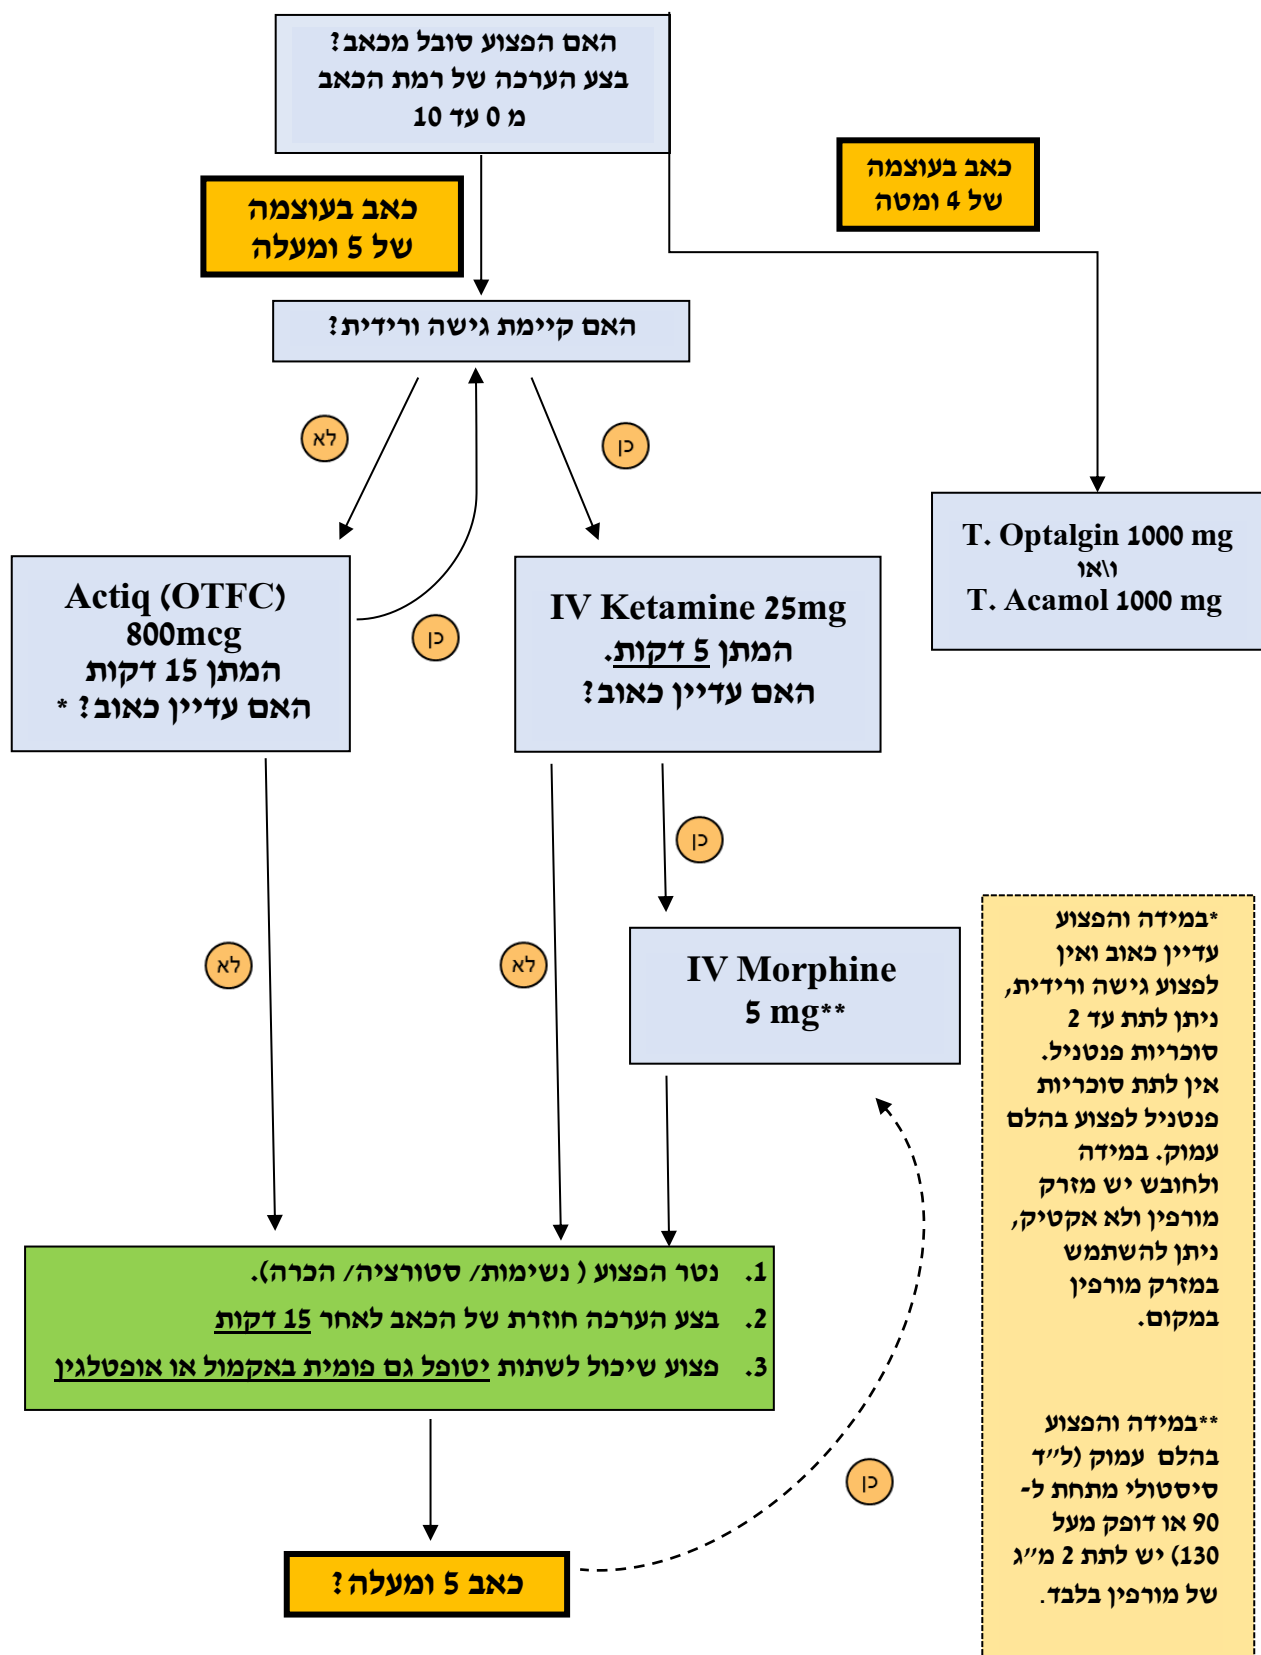 האם הפצוע סובל מכאב?
בצע הערכה של רמת הכאב
מ 0 עד 10
כאב בעוצמה
של 4 ומטה
כאב בעוצמה
של 5 ומעלה
האם קיימת גישה ורידית?
לא
כן
T. Optalgin 1000 mg
ו\או
T. Acamol 1000 mg
Actiq (OTFC)
800mcg
המתן 15 דקות
האם עדיין כאוב? *
כן
IV Ketamine 25mg
המתן 5 דקות.
האם עדיין כאוב?
כן
לא
לא
IV Morphine
5 mg**
*במידה והפצוע
עדיין כאוב ואין
לפצוע גישה ורידית,
ניתן לתת עד 2
סוכריות פנטניל.
אין לתת סוכריות
פנטניל לפצוע בהלם
עמוק. במידה
ולחובש יש מזרק
מורפין ולא אקטיק,
ניתן להשתמש
במזרק מורפין
במקום.
**במידה והפצוע
בהלם עמוק (ל״ד
סיסטולי מתחת ל-
90 או דופק מעל
130) יש לתת 2 מ״ג
של מורפין בלבד.
1. נטר הפצוע ( נשימות/ סטורציה/ הכרה).
2. בצע הערכה חוזרת של הכאב לאחר 15 דקות
3. פצוע שיכול לשתות יטופל גם פומית באקמול או אופטלגין
כן
כאב 5 ומעלה?